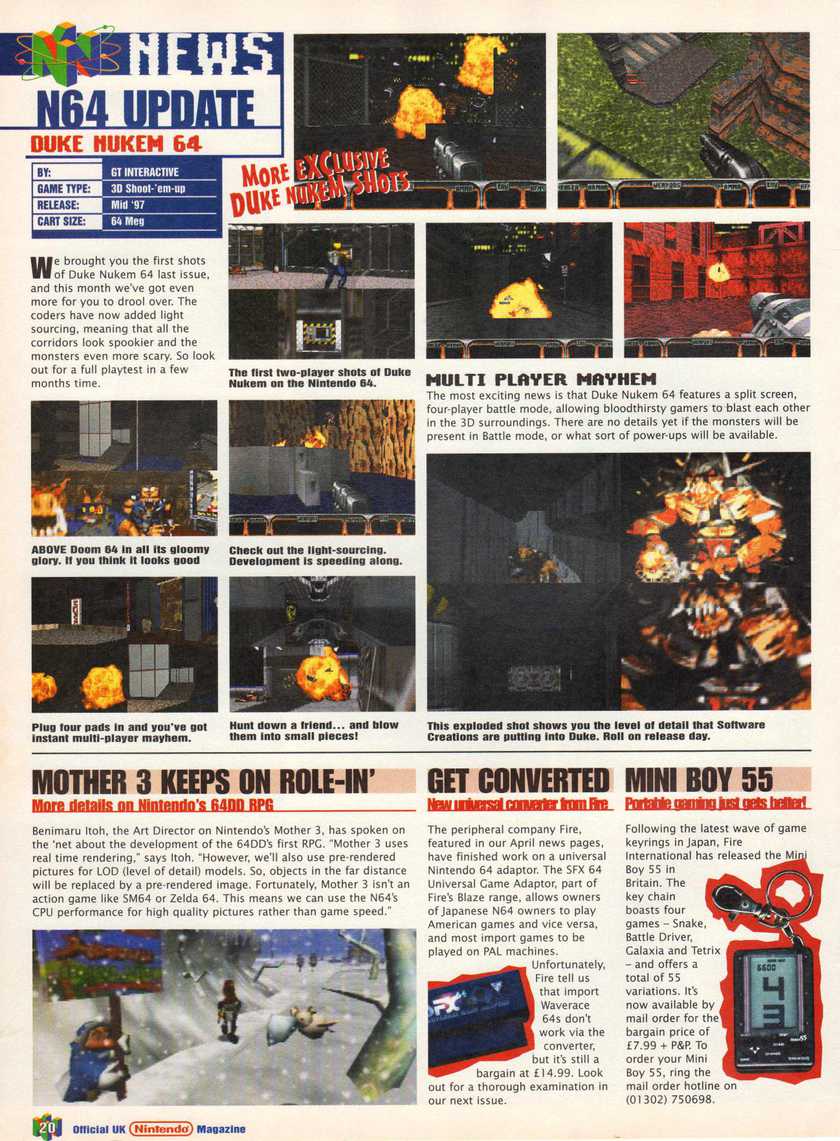 NEWS
N64 UPDATE
DUKE NUKEM 64
BY: GT INTERACTIVE
GAME TYPE: 3D Shoot-'em-up
RELEASE: Mid '97
CART SIZE: 64 Meg
MORE EXCLUSIVE
DUKE NUKEM SHOTS
We brought you the first shots
of Duke Nukem 64 last issue,
and this month we've got even
more for you to drool over. The
coders have now added light
sourcing, meaning that all the
corridors look spookier and the
monsters even more scary. So look
out for a full playtest in a few
months time.
The first two-player shots of Duke
Nukem on the Nintendo 64.
MULTI PLAYER MAYHEM
The most exciting news is that Duke Nukem 64 features a split screen,
four-player battle mode, allowing bloodthirsty gamers to blast each other
in the 3D surroundings. There are no details yet if the monsters will be
present in Battle mode, or what sort of power-ups will be available.
ABOVE Doom 64 in all its gloomy
glory. If you think it looks good
Check out the light-sourcing.
Development is speeding along.
Plug four pads in and you've got
instant multi-player mayhem.
Hunt down a friend... and blow
them into small pieces!
This exploded shot shows you the level of detail that Software
Creations are putting into Duke. Roll on release day.
MOTHER 3 KEEPS ON ROLE-IN'
More details on Nintendo's 64DD RPG
Benimaru Itoh, the Art Director on Nintendo's Mother 3, has spoken on
the 'net about the development of the 64DD's first RPG. "Mother 3 uses
real time rendering," says Itoh. "However, we'll also use pre-rendered
pictures for LOD (level of detail) models. So, objects in the far distance
will be replaced by a pre-rendered image. Fortunately, Mother 3 isn't an
action game like SM64 or Zelda 64. This means we can use the N64's
CPU performance for high quality pictures rather than game speed."
GET CONVERTED
New universal converter from Fire
The peripheral company Fire,
featured in our April news pages,
have finished work on a universal
Nintendo 64 adaptor. The SFX 64
Universal Game Adaptor, part of
Fire's Blaze range, allows owners
of Japanese N64 owners to play
American games and vice versa,
and most import games to be
played on PAL machines.
Unfortunately,
Fire tell us
that import
Waverace
64s don't
work via the
converter,
but it's still a
bargain at £14.99. Look
out for a thorough examination in
our next issue.
MINI BOY 55
Portable gaming just gets better!
Following the latest wave of game
keyrings in Japan, Fire
International has released the Mini
Boy 55 in
Britain. The
key chain
boasts four
games – Snake,
Battle Driver,
Galaxia and Tetrix
– and offers a
total of 55
variations. It's
now available by
mail order for the
bargain price of
£7.99 + P&P. To
order your Mini
Boy 55, ring the
mail order hotline on
(01302) 750698.
20 Official UK Nintendo Magazine